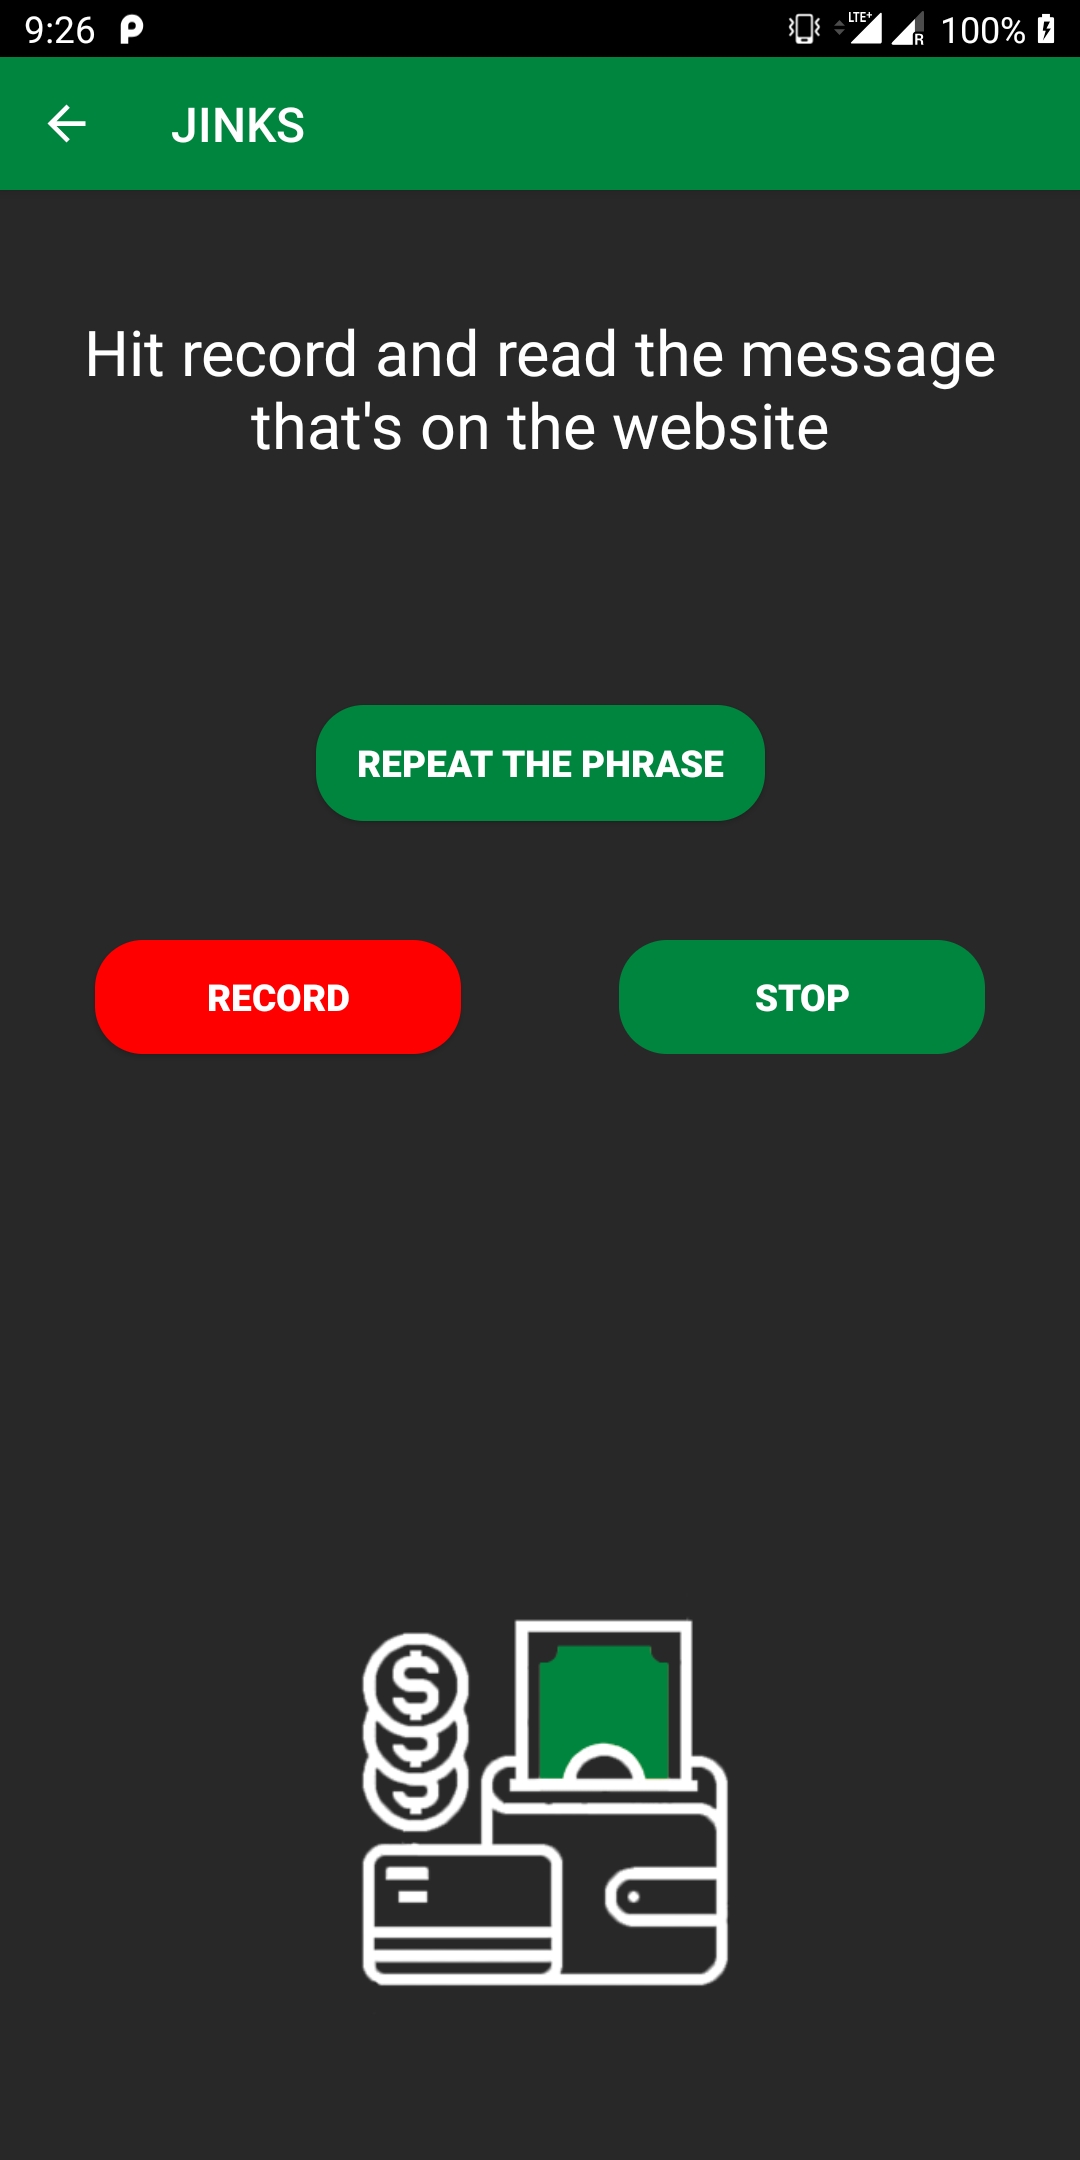 9:26
LTE+
R
100%
JINKS
Hit record and read the message
that's on the website
REPEAT THE PHRASE
RECORD
STOP
$